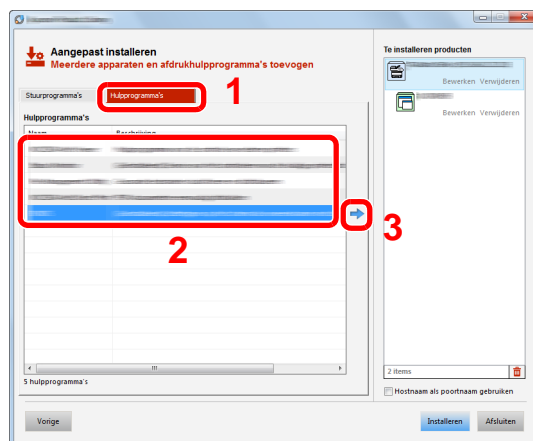 Aangepast installeren
Meerdere apparaten en afdrukhulpprogramma's toevogen
Stuurprogramma's
Hulpprogramma's
1
Hulpprogramma's
Naam
Beschrijving
2
3
5 hulpprogramma's
Te installeren producten
Bewerken Verwijderen
Bewerken Verwijderen
2 items
Hostnaam als poortnaam gebruiken
Vorige
Installeren
Afsluiten